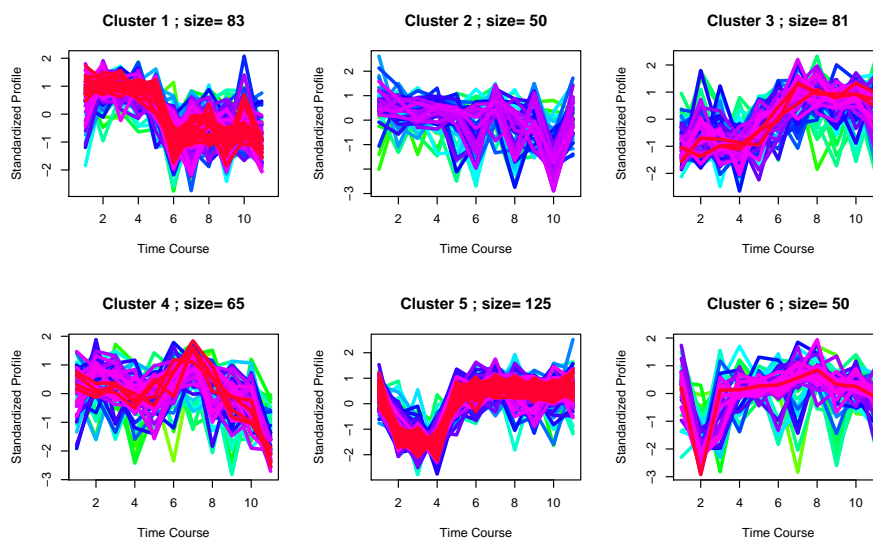 Cluster 1 ; size= 83
Standardized Profile
2
1
0
-1
-2
2 4 6 8 10
Time Course
Cluster 2 ; size= 50
Standardized Profile
2
1
0
-1
-3
2 4 6 8 10
Time Course
Cluster 3 ; size= 81
Standardized Profile
2
1
0
-1
-2
2 4 6 8 10
Time Course
Cluster 4 ; size= 65
Standardized Profile
2
1
0
-1
-2
-3
2 4 6 8 10
Time Course
Cluster 5 ; size= 125
Standardized Profile
2
1
0
-1
-2
2 4 6 8 10
Time Course
Cluster 6 ; size= 50
Standardized Profile
2
1
0
-1
-2
-3
2 4 6 8 10
Time Course